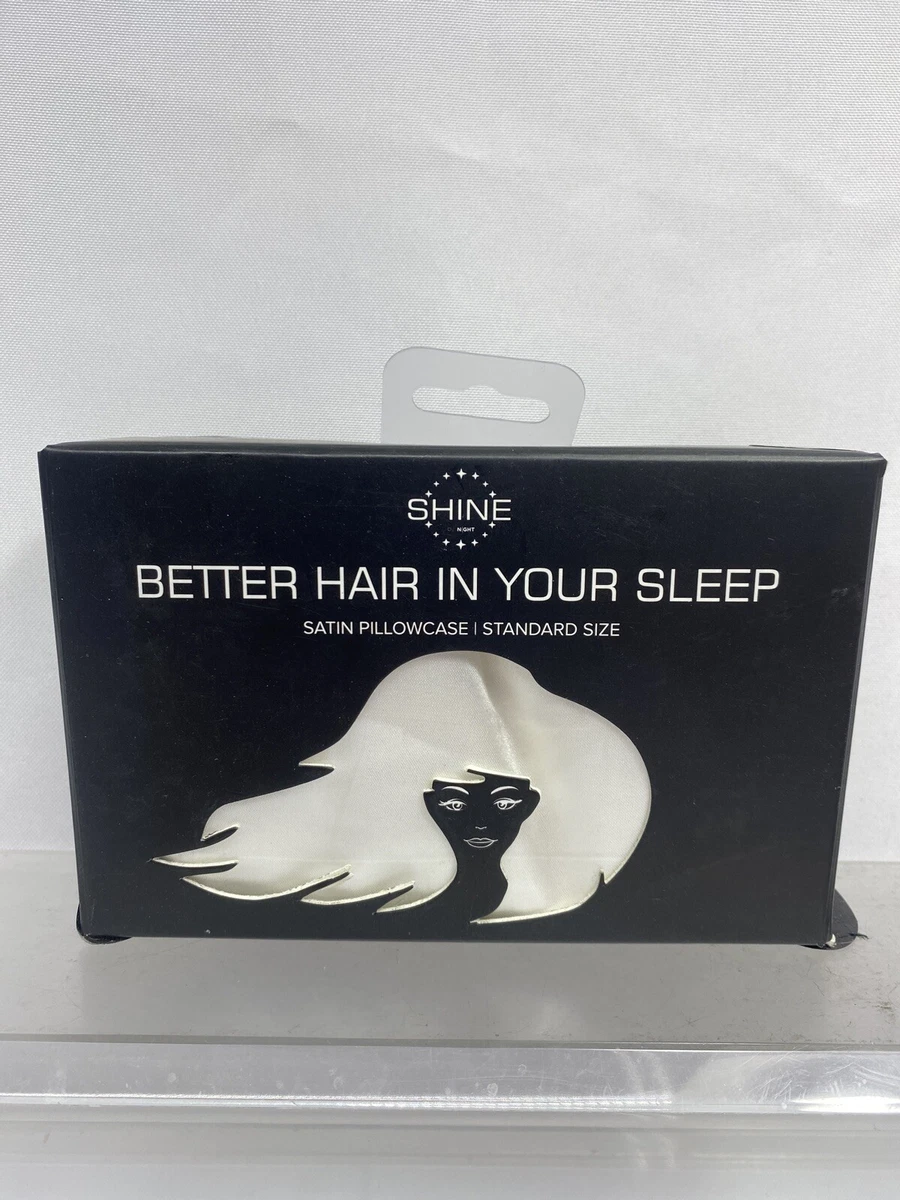 SHINE
NIGHT
BETTER HAIR IN YOUR SLEEP
SATIN PILLOWCASE | STANDARD SIZE